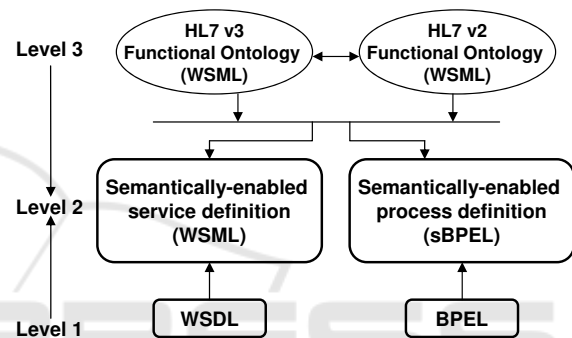 Level 3
HL7 v3
Functional Ontology
(WSML)
HL7 v2
Functional Ontology
(WSML)
Level 2
Semantically-enabled
service definition
(WSML)
Semantically-enabled
process definition
(sBPEL)
Level 1
WSDL
BPEL